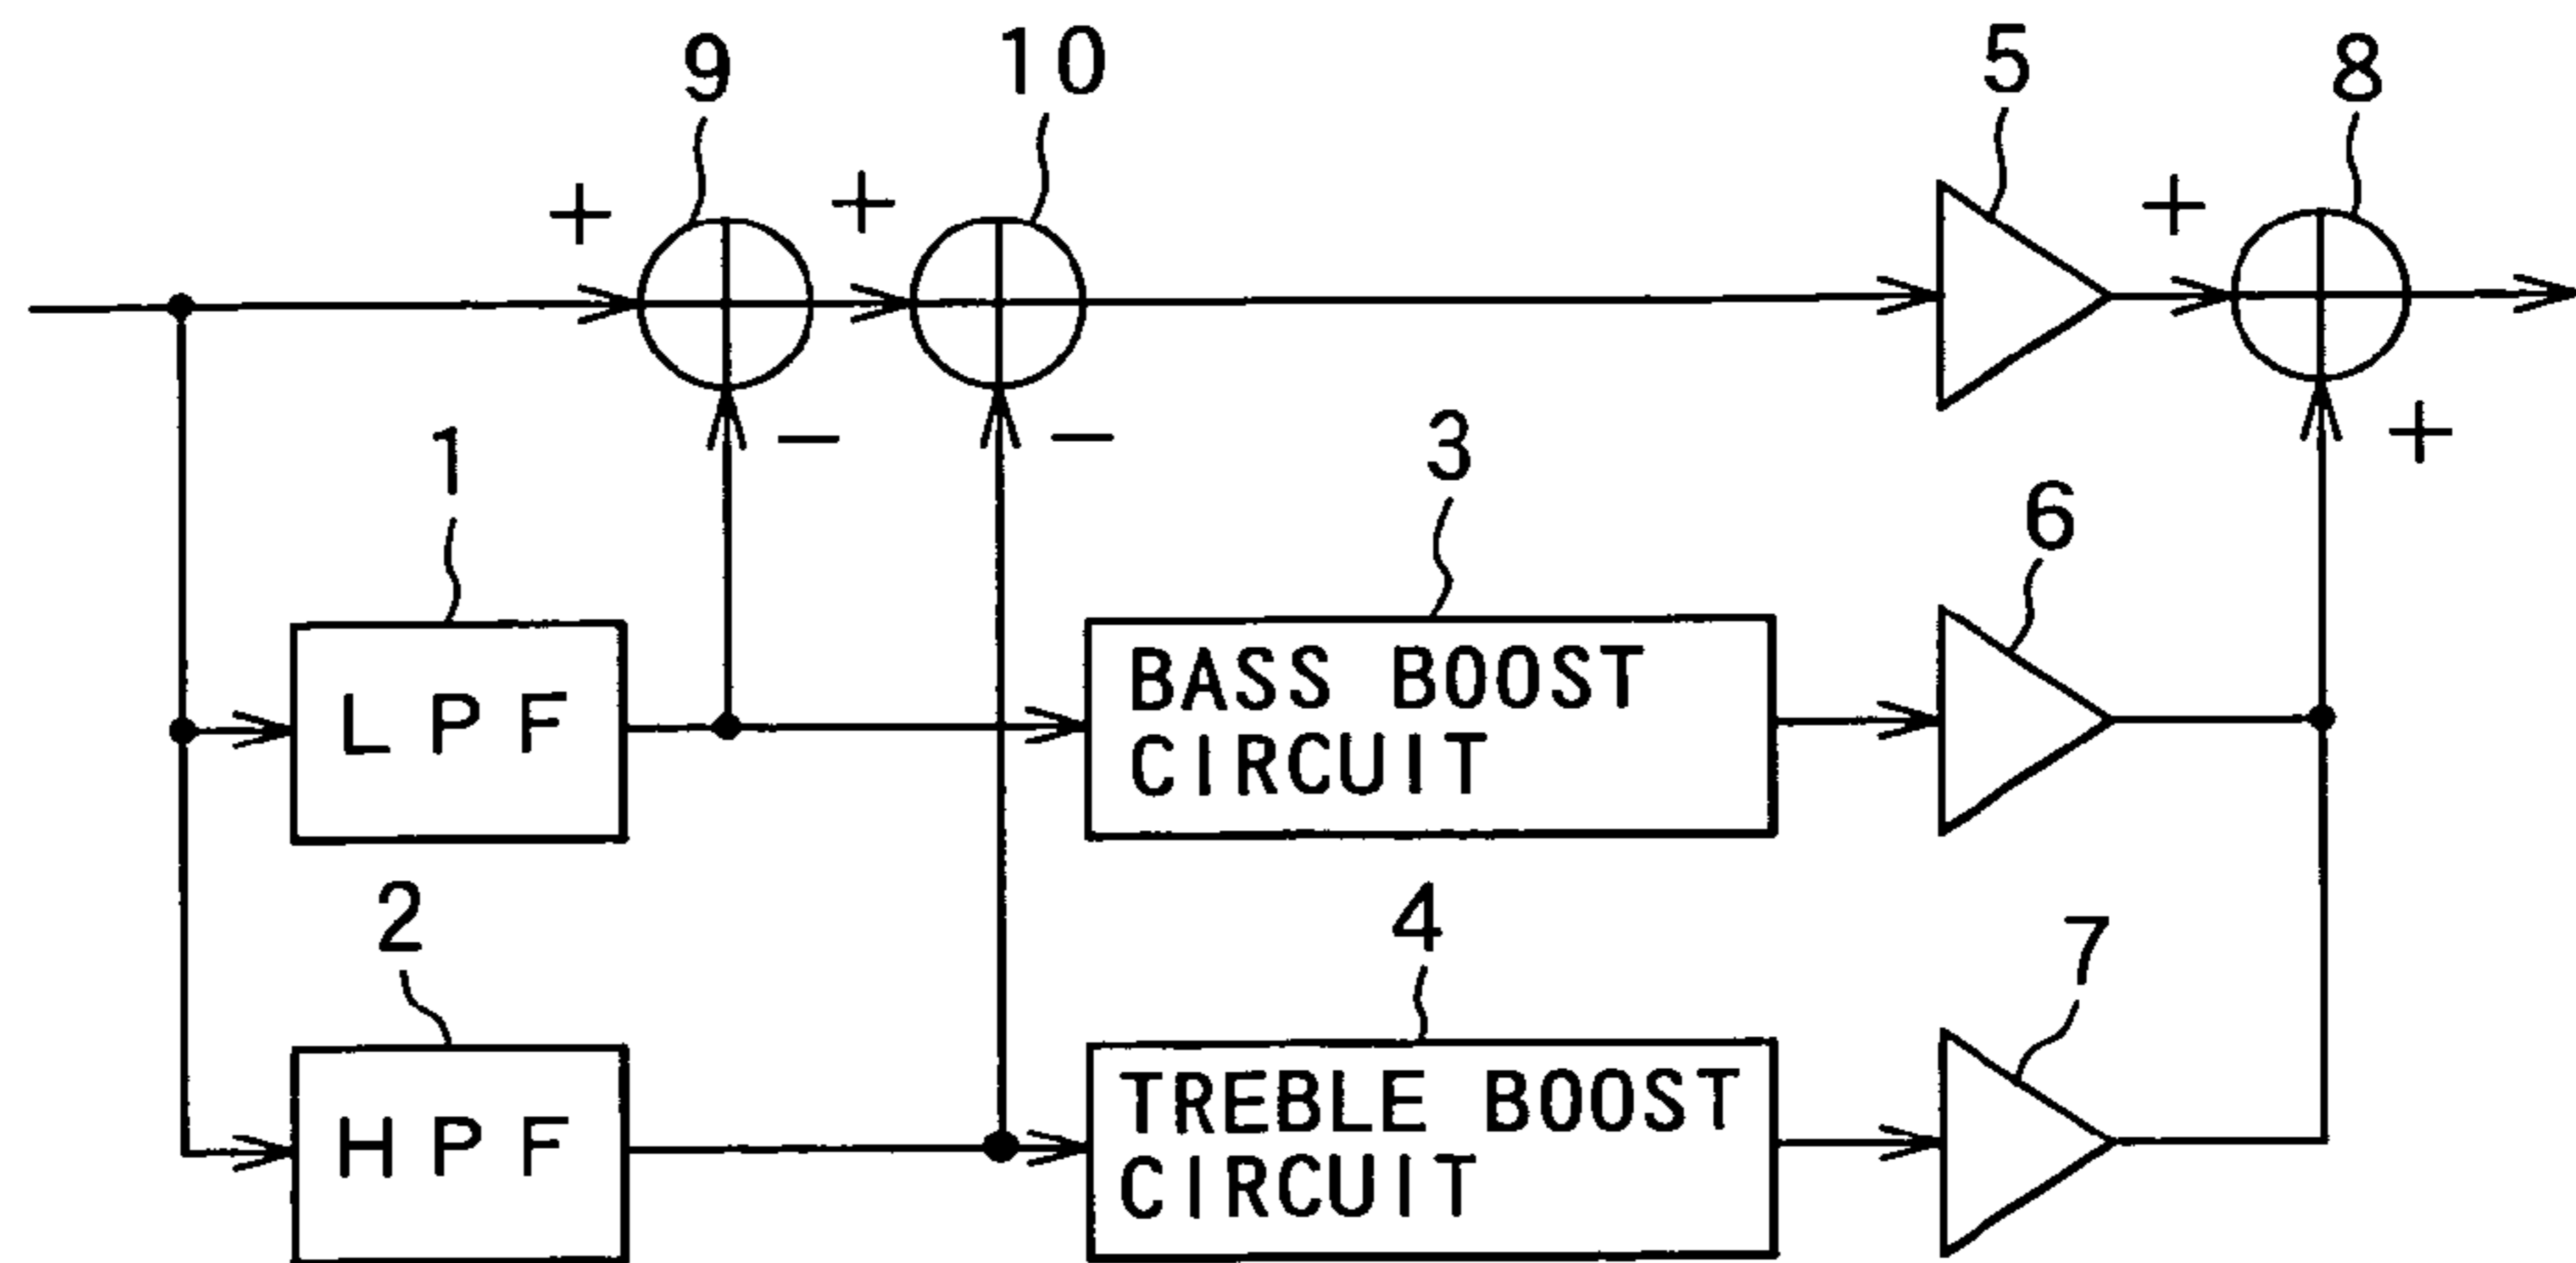 9
10
5
8
+
+
+
1
-
-
3
+
6
LPF
BASS BOOST
CIRCUIT
2
4
7
HPF
TREBLE BOOST
CIRCUIT